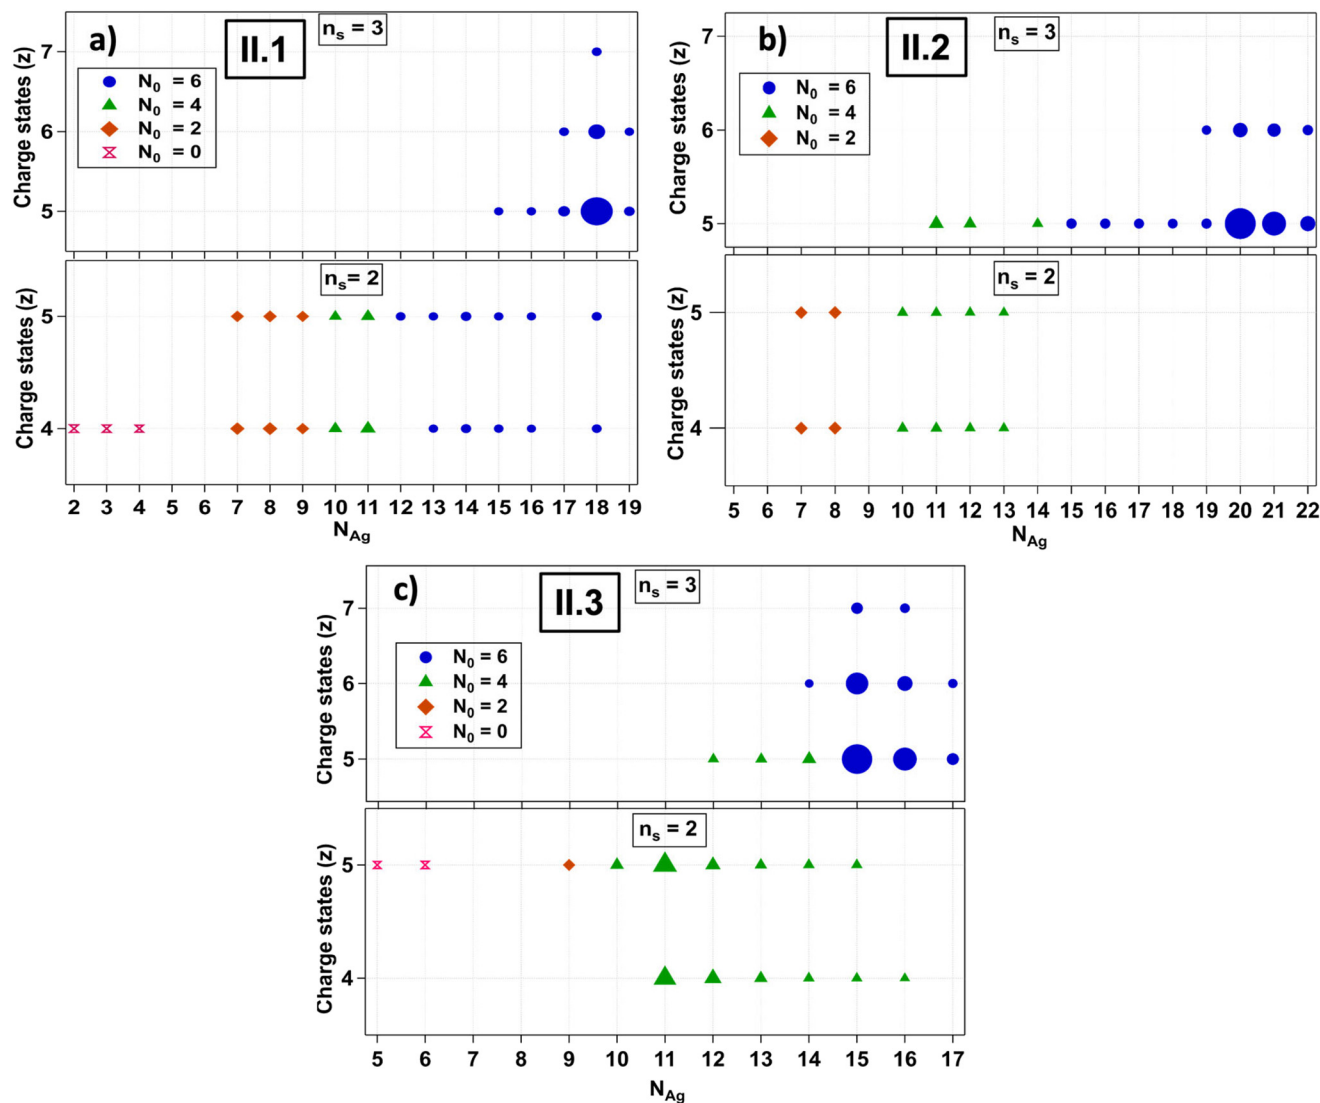 a)
II.1
nₛ = 3
N₀ = 6
N₀ = 4
N₀ = 2
N₀ = 0
Charge states (z)
7
6
5
nₛ= 2
Charge states (z)
5
4
2 3 4 5 6 7 8 9 10 11 12 13 14 15 16 17 18 19
N_Ag
b)
II.2
nₛ = 3
N₀ = 6
N₀ = 4
N₀ = 2
Charge states (z)
7
6
5
nₛ = 2
Charge states (z)
5
4
5 6 7 8 9 10 11 12 13 14 15 16 17 18 19 20 21 22
N_Ag
c)
II.3
nₛ = 3
N₀ = 6
N₀ = 4
N₀ = 2
N₀ = 0
Charge states (z)
7
6
5
nₛ = 2
Charge states (z)
5
4
5 6 7 8 9 10 11 12 13 14 15 16 17
N_Ag